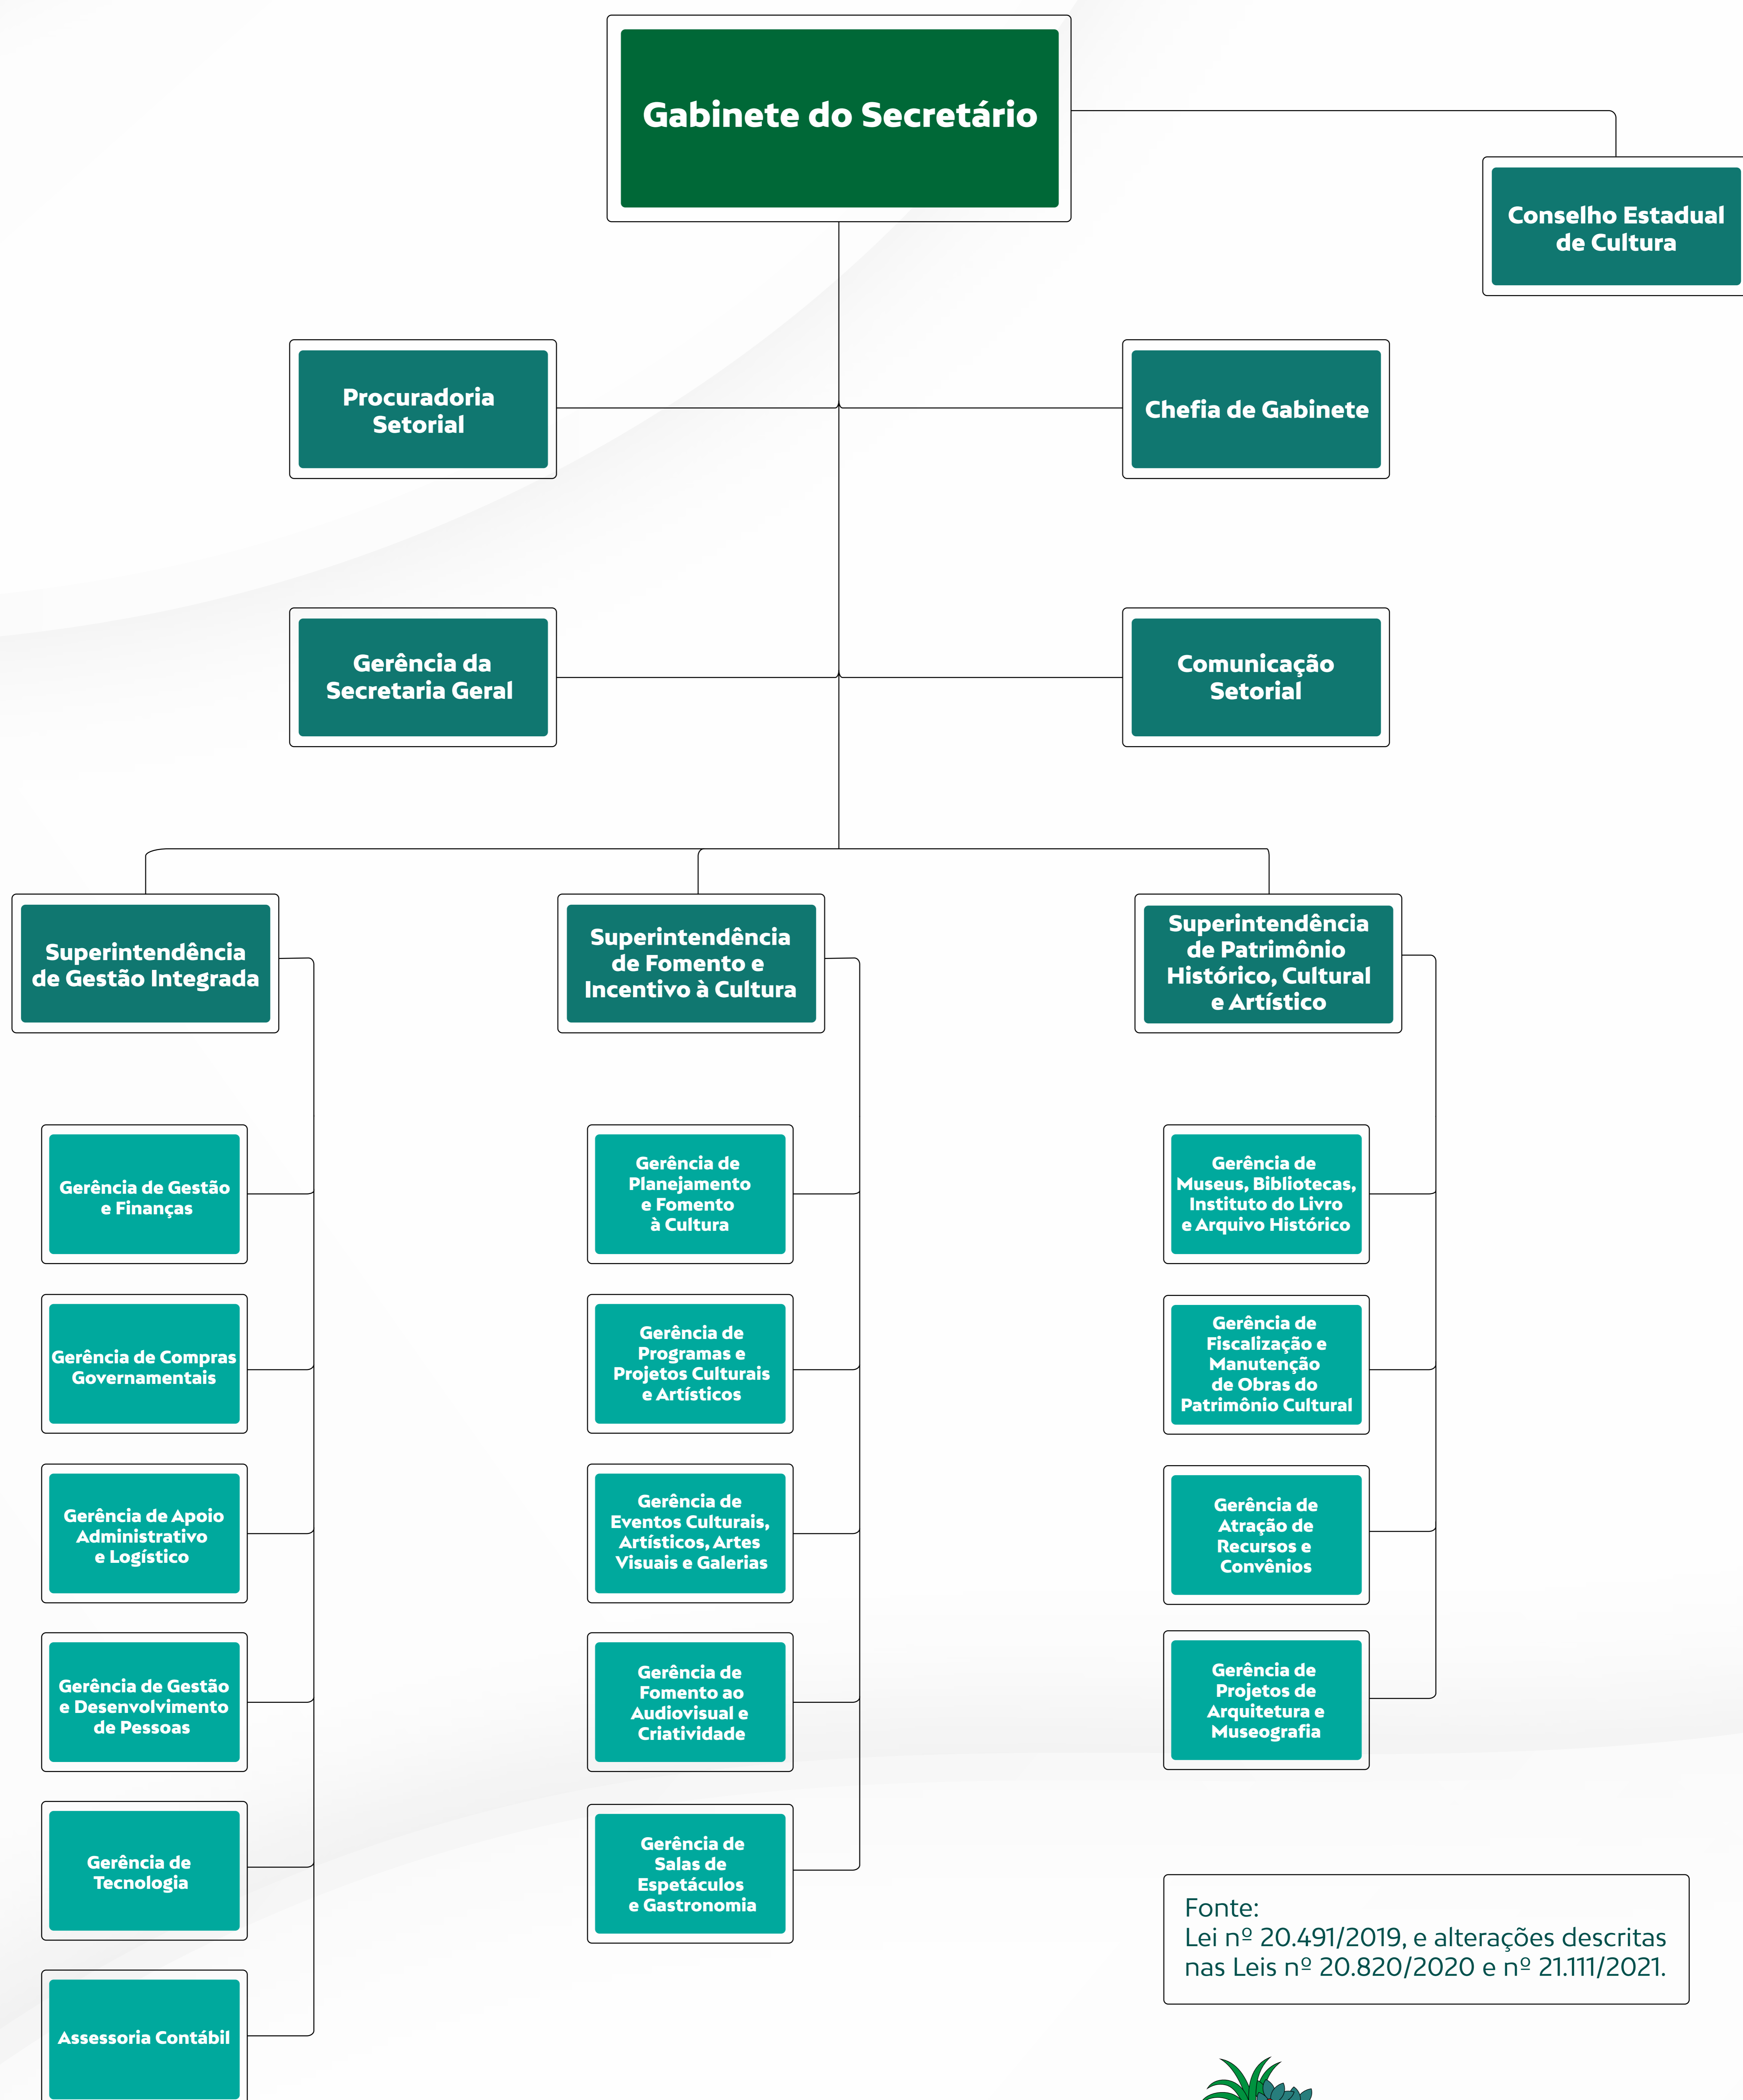 Gabinete do Secretário
Conselho Estadual
de Cultura
Procuradoria
Setorial
Chefia de Gabinete
Gerência da
Secretaria Geral
Comunicação
Setorial
Superintendência
de Gestão Integrada
Superintendência
de Fomento e
Incentivo à Cultura
Superintendência
de Patrimônio
Histórico, Cultural
e Artístico
Gerência de Gestão
e Finanças
Gerência de Compras
Governamentais
Gerência de Apoio
Administrativo
e Logístico
Gerência de Gestão
e Desenvolvimento
de Pessoas
Gerência de
Tecnologia
Assessoria Contábil
Gerência de
Planejamento
e Fomento
à Cultura
Gerência de
Programas e
Projetos Culturais
e Artísticos
Gerência de
Eventos Culturais,
Artísticos, Artes
Visuais e Galerias
Gerência de
Fomento ao
Audiovisual e
Criatividade
Gerência de
Salas de
Espetáculos
e Gastronomia
Gerência de
Museus, Bibliotecas,
Instituto do Livro
e Arquivo Histórico
Gerência de
Fiscalização e
Manutenção
de Obras do
Patrimônio Cultural
Gerência de
Atração de
Recursos e
Convênios
Gerência de
Projetos de
Arquitetura e
Museografia
Fonte:
Lei nº 20.491/2019, e alterações descritas
nas Leis nº 20.820/2020 e nº 21.111/2021.